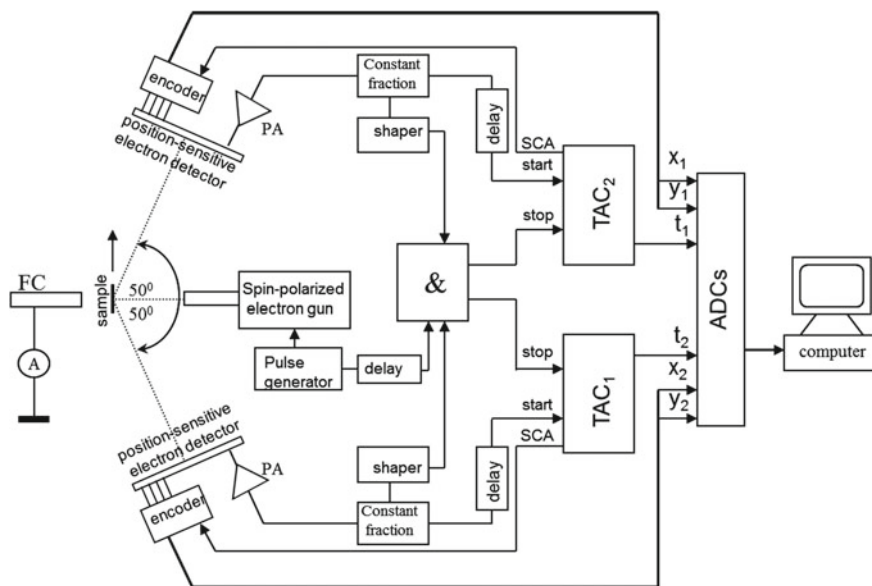 encoder
position-sensitive
electron detector
PA
Constant
fraction
shaper
delay
SCA
start
stop
TAC2
x1
y1
t1
FC
A
sample
50⁰
50⁰
Spin-polarized
electron gun
Pulse
generator
delay
&
ADCs
computer
stop
start
SCA
TAC1
t2
x2
y2
position-sensitive
electron detector
PA
encoder
shaper
Constant
fraction
delay